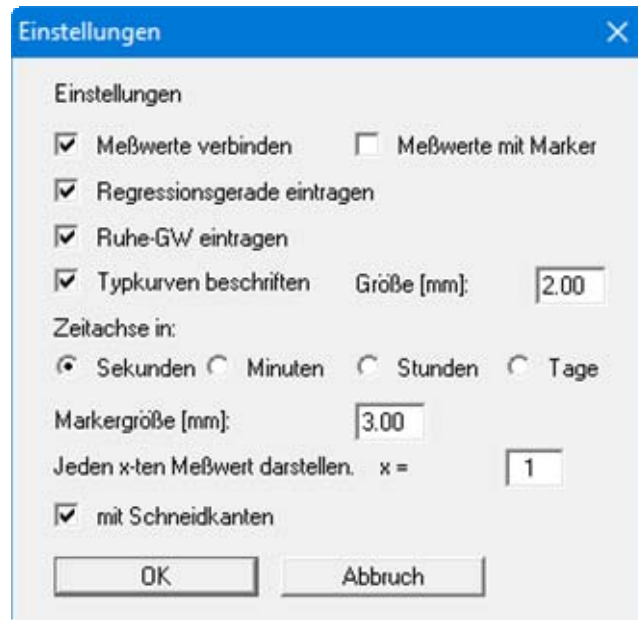 Einstellungen
Einstellungen
Meßwerte verbinden Meßwerte mit Marker
Regressionsgerade eintragen
Ruhe-GW eintragen
Typkurven beschriften Größe [mm]: 2.00
Zeitachse in:
Sekunden Minuten Stunden Tage
Markergröße [mm]: 3.00
Jeden x-ten Meßwert darstellen. x = 1
mit Schneidkanten
OK Abbruch